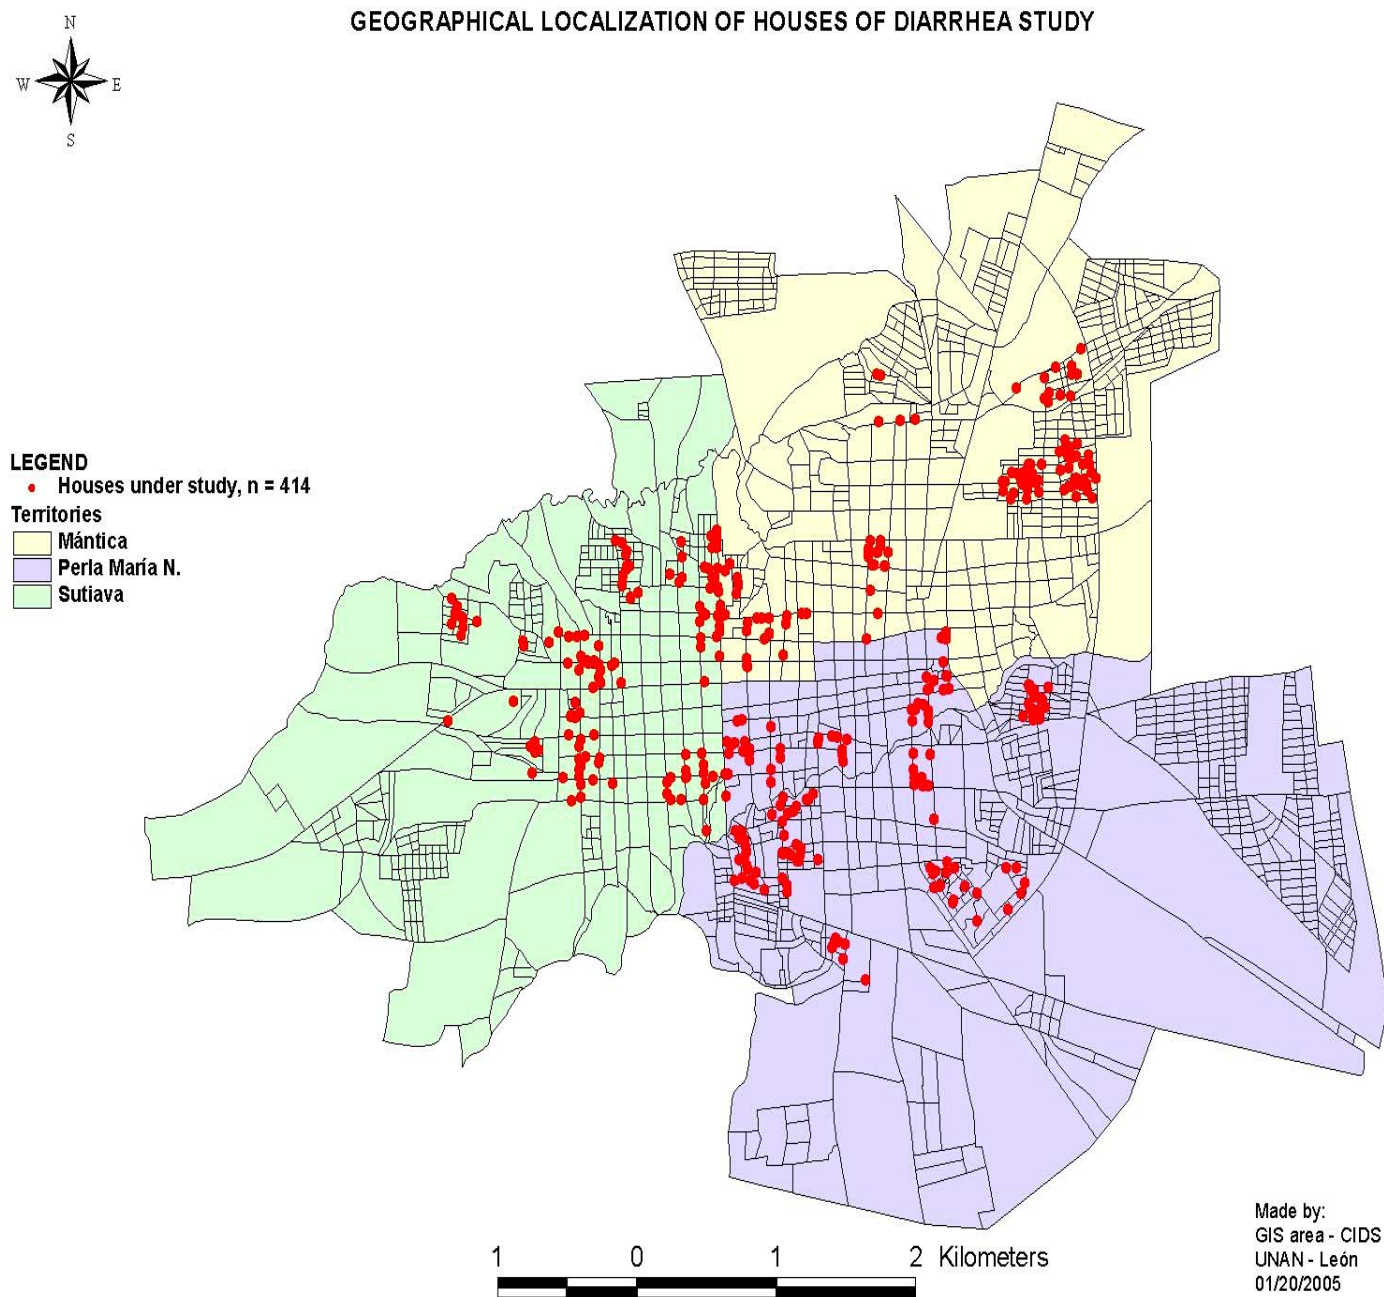 GEOGRAPHICAL LOCALIZATION OF HOUSES OF DIARRHEA STUDY
N
W E
S
LEGEND
Houses under study, n = 414
Territories
Mántica
Perla María N.
Sutiava
1 0 1 2 Kilometers
Made by:
GIS area - CIDS
UNAN - León
01/20/2005